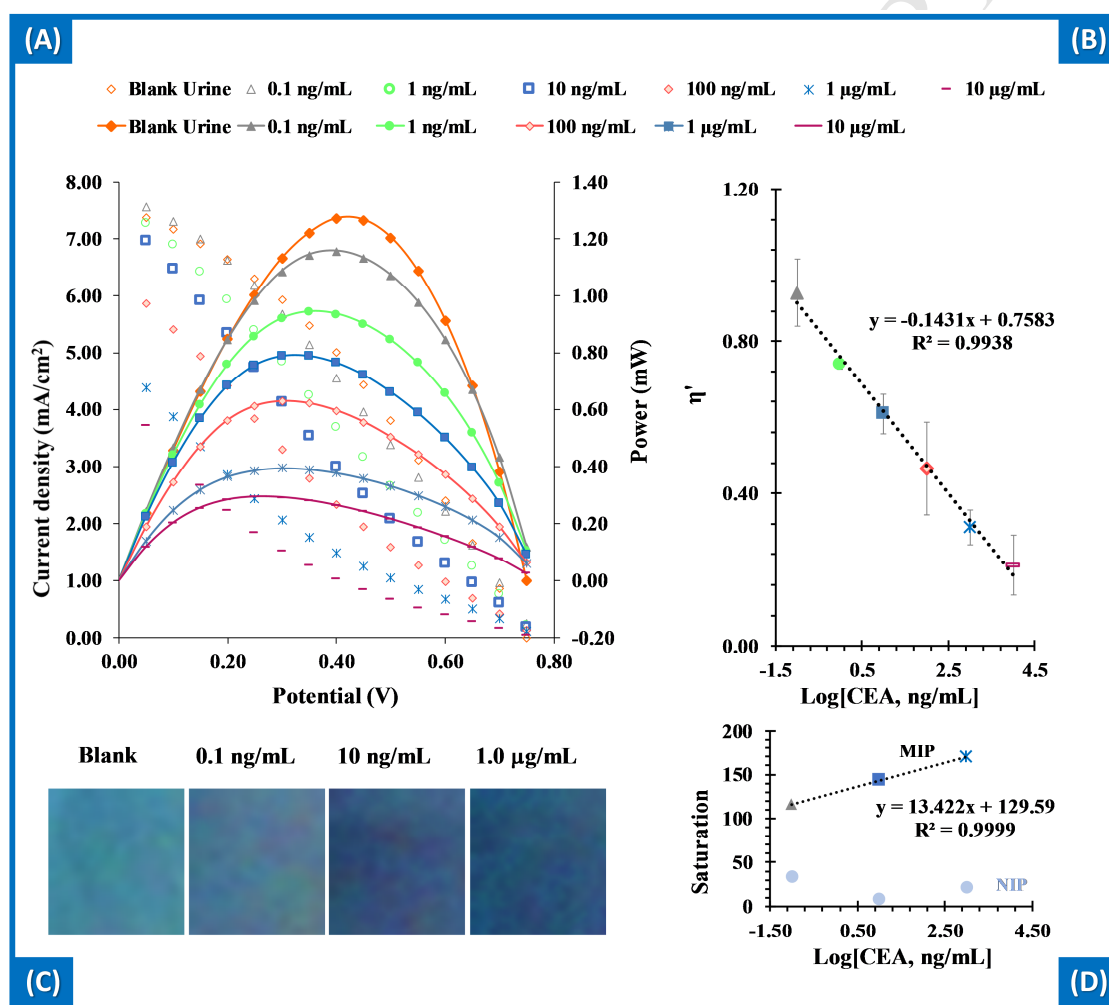 (A)
(B)
Blank Urine 0.1 ng/mL 1 ng/mL 10 ng/mL 100 ng/mL 1 µg/mL 10 µg/mL
Blank Urine 0.1 ng/mL 1 ng/mL 100 ng/mL 1 µg/mL 10 µg/mL
8.00
7.00
6.00
5.00
4.00
3.00
2.00
1.00
0.00
Current density (mA/cm²)
1.40
1.20
1.00
0.80
0.60
0.40
0.20
0.00
-0.20
Power (mW)
0.00 0.20 0.40 0.60 0.80
Potential (V)
1.20
0.80
0.40
0.00
η'
y = -0.1431x + 0.7583
R² = 0.9938
-1.5 0.5 2.5 4.5
Log[CEA, ng/mL]
Blank 0.1 ng/mL 10 ng/mL 1.0 µg/mL
200
150
100
50
0
Saturation
MIP
y = 13.422x + 129.59
R² = 0.9999
NIP
-1.50 0.50 2.50 4.50
Log[CEA, ng/mL]
(C)
(D)